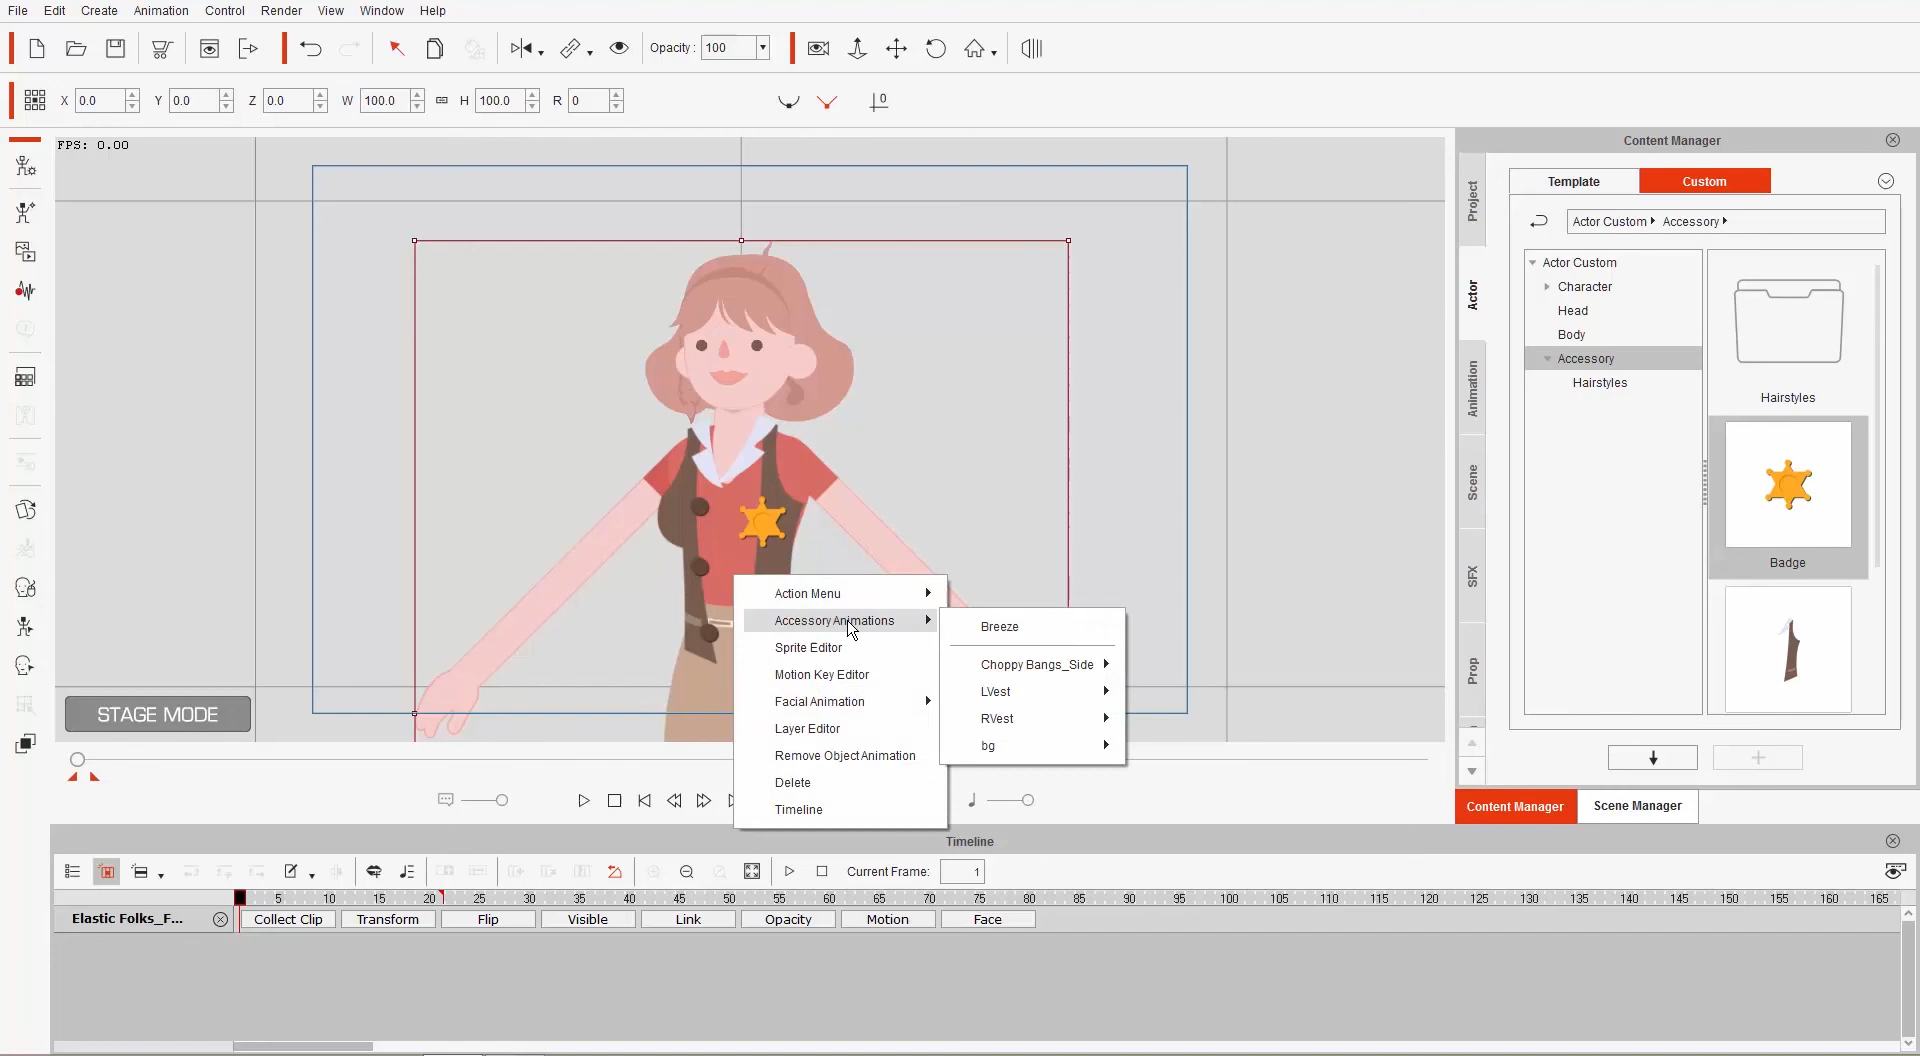 File Edit Create Animation Control Render View Window Help
Opacity : 100
X 0.0 Y 0.0 Z 0.0 W 100.0 H 100.0 R 0
0
FPS: 0.00
STAGE MODE
Action Menu
Accessory Animations
Sprite Editor
Motion Key Editor
Facial Animation
Layer Editor
Remove Object Animation
Delete
Timeline
Breeze
Choppy Bangs_Side
LVest
RVest
bg
Content Manager
Project
Actor
Animation
Scene
SFX
Prop
Template Custom
Actor Custom Accessory
Actor Custom
Character
Head
Body
Accessory
Hairstyles
Hairstyles
Badge
Content Manager Scene Manager
Timeline
Current Frame: 1
5 10 15 20 25 30 35 40 45 50 55 60 65 70 75 80 85 90 95 100 105 110 115 120 125 130 135 140 145 150 155 160 165
Elastic Folks_F... Collect Clip Transform Flip Visible Link Opacity Motion Face